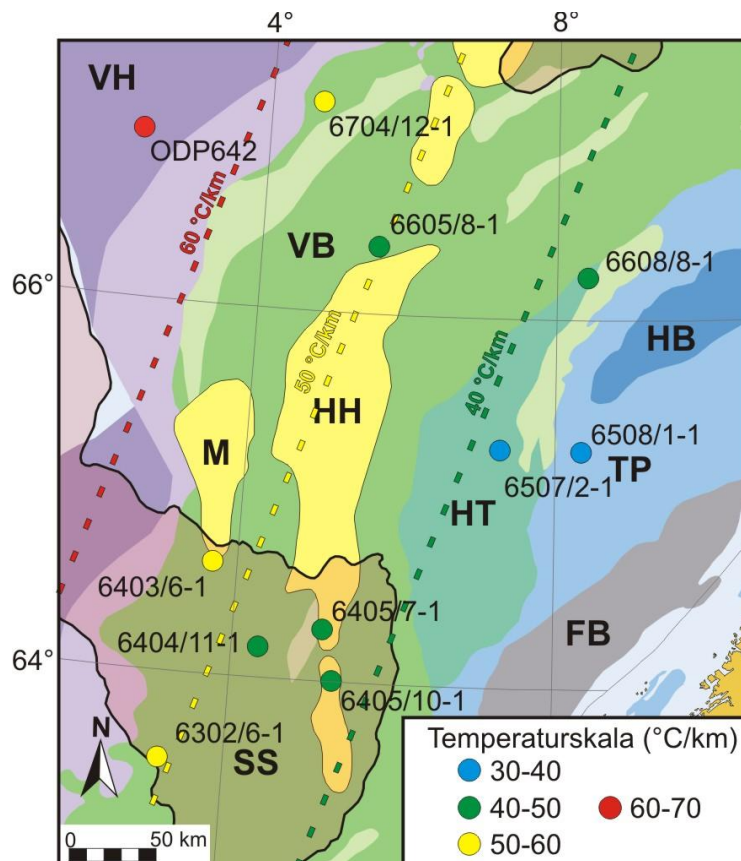 4°
8°
VH
ODP642
6704/12-1
60 °C/km
6605/8-1
VB
66°
6608/8-1
HB
50 °C/km
40 °C/km
HH
M
6508/1-1
TP
6507/2-1
HT
6403/6-1
6405/7-1
6404/11-1
FB
64°
6405/10-1
N
6302/6-1
SS
Temperaturskala (°C/km)
30-40
40-50
60-70
50-60
0 50 km